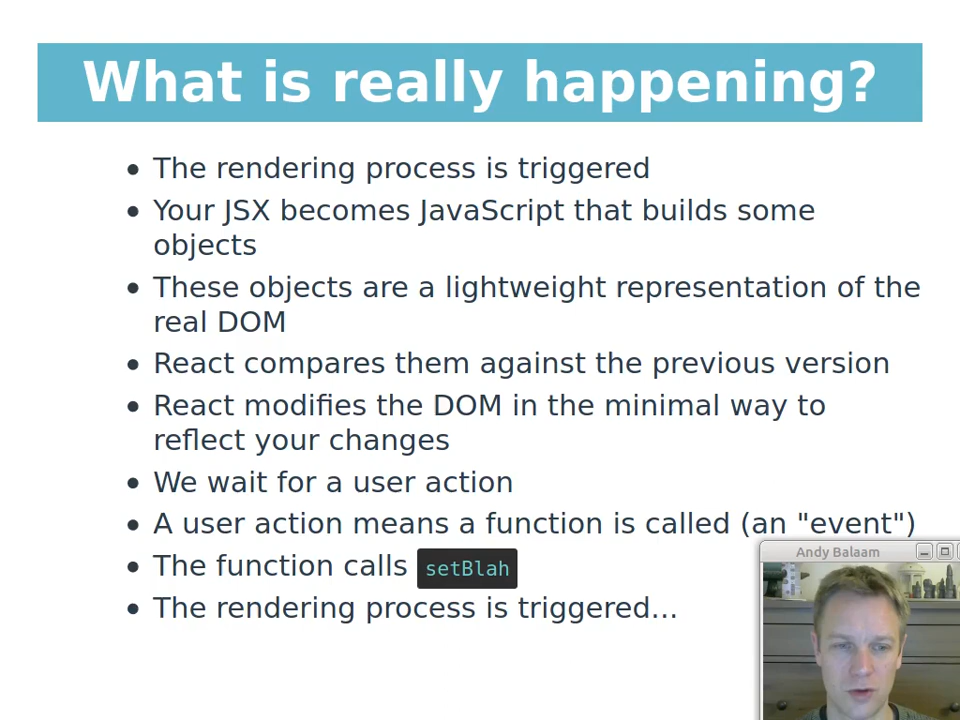 What is really happening?
The rendering process is triggered
Your JSX becomes JavaScript that builds some
objects
These objects are a lightweight representation of the
real DOM
React compares them against the previous version
React modifies the DOM in the minimal way to
reflect your changes
We wait for a user action
A user action means a function is called (an "event")
The function calls setBlah
The rendering process is triggered...
Andy Balaam